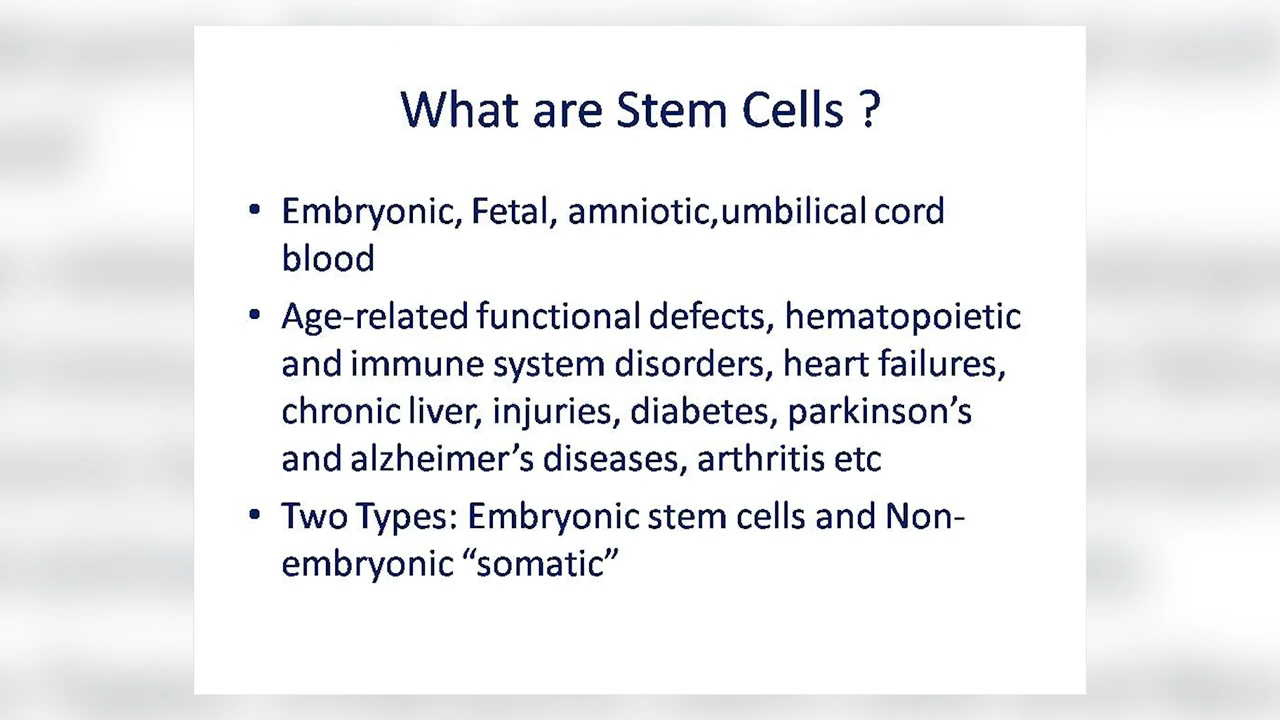 What are Stem Cells ?
• Embryonic, Fetal, amniotic,umbilical cord
blood
• Age-related functional defects, hematopoietic
and immune system disorders, heart failures,
chronic liver, injuries, diabetes, parkinson’s
and alzheimer’s diseases, arthritis etc
• Two Types: Embryonic stem cells and Non-
embryonic “somatic”